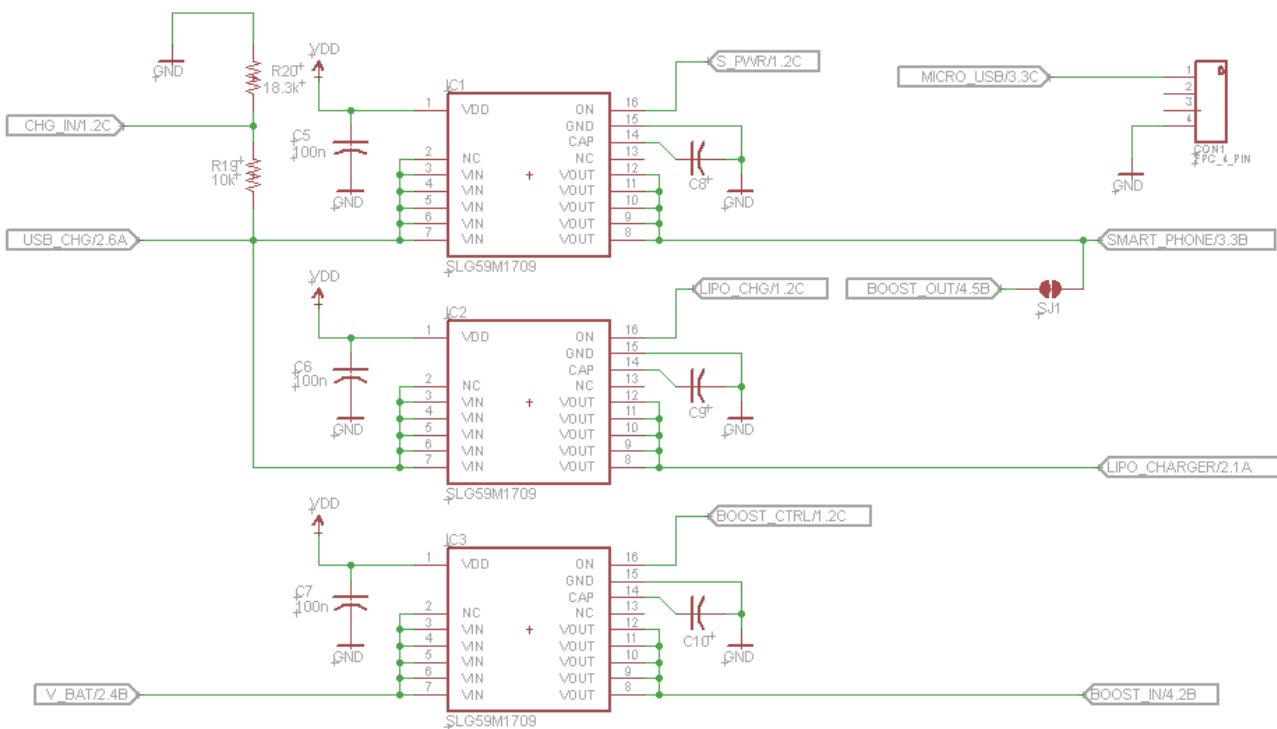 GND
R20
18.3k
VDD
IC1
S_PWR/1.2C
MICRO_USB/3.3C
1
2
3
4
CON1
FPC_4_PIN
GND
CHG_IN/1.2C
R19
10k
USB_CHG/2.6A
C5
100n
GND
1 VDD ON 16
GND 15
CAP 14
2 NC NC 13
3 VIN VOUT 12
4 VIN VOUT 11
5 VIN VOUT 10
6 VIN VOUT 9
7 VIN VOUT 8
SLG59M1709
C8
GND
SMART_PHONE/3.3B
BOOST_OUT/4.5B
SJ1
VDD
IC2
LIPO_CHG/1.2C
C6
100n
GND
1 VDD ON 16
GND 15
CAP 14
2 NC NC 13
3 VIN VOUT 12
4 VIN VOUT 11
5 VIN VOUT 10
6 VIN VOUT 9
7 VIN VOUT 8
SLG59M1709
C9
GND
LIPO_CHARGER/2.1A
VDD
IC3
BOOST_CTRL/1.2C
C7
100n
GND
1 VDD ON 16
GND 15
CAP 14
2 NC NC 13
3 VIN VOUT 12
4 VIN VOUT 11
5 VIN VOUT 10
6 VIN VOUT 9
7 VIN VOUT 8
SLG59M1709
C10
GND
V_BAT/2.4B
BOOST_IN/4.2B